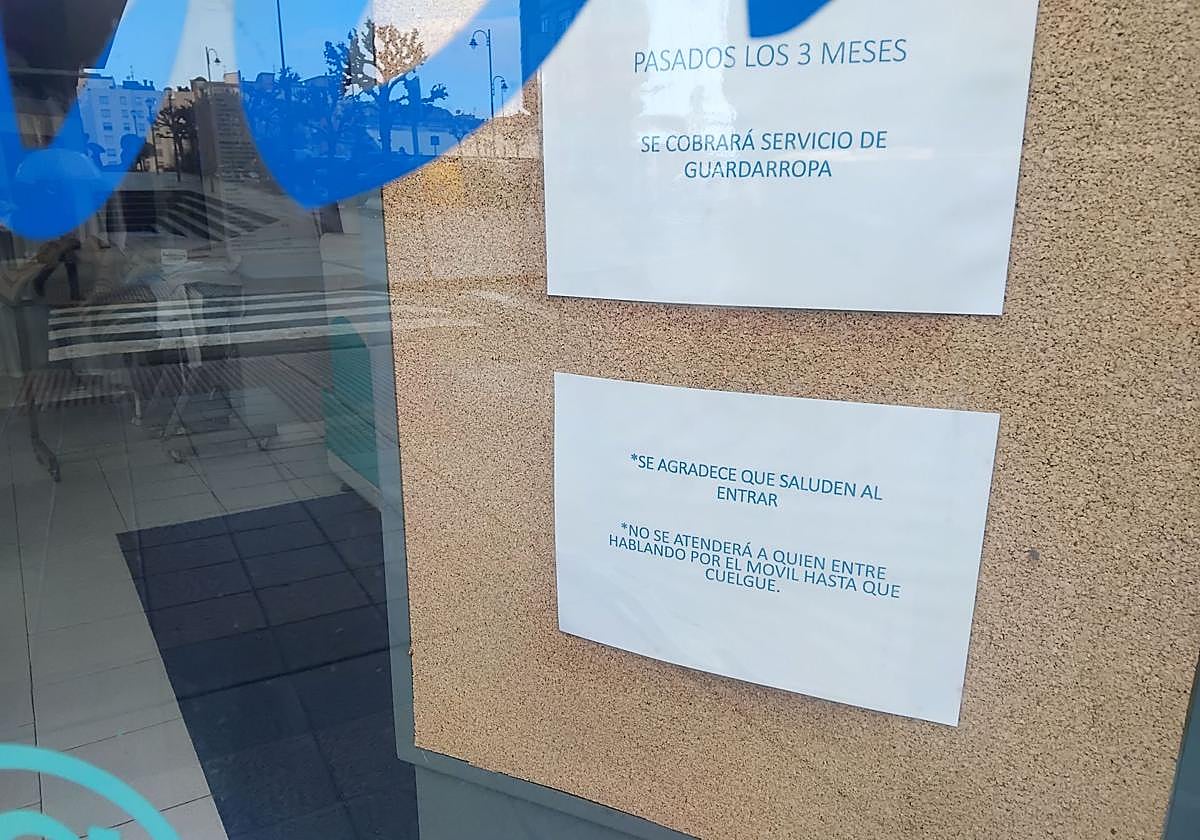 PASADOS LOS 3 MESES
SE COBRARÁ SERVICIO DE
GUARDARROPA
*SE AGRADECE QUE SALUDEN AL
ENTRAR
*NO SE ATENDERÁ A QUIEN ENTRE
HABLANDO POR EL MOVIL HASTA QUE
CUELGUE.